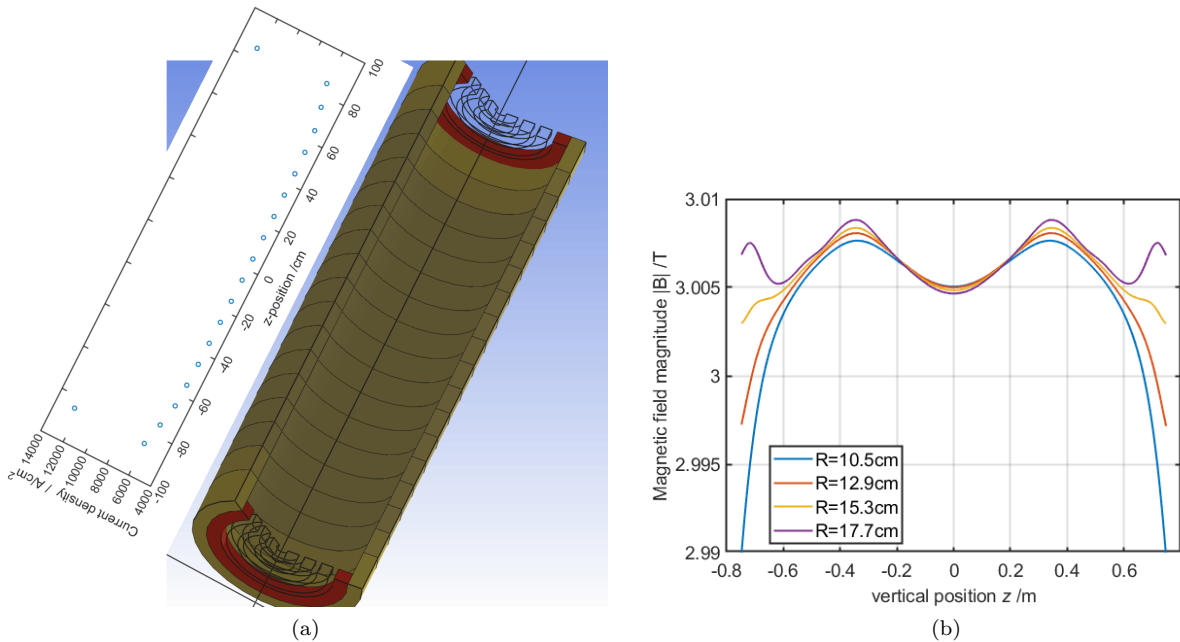 100
80
60
40
20
0
-20
-40
-60
-80
-100
z-position /cm
14000
12000
10000
8000
6000
4000
Current density / A/cm²
(a)
3.01
3.005
3
2.995
2.99
Magnetic field magnitude |B| /T
R=10.5cm
R=12.9cm
R=15.3cm
R=17.7cm
-0.8 -0.6 -0.4 -0.2 0 0.2 0.4 0.6
vertical position z /m
(b)